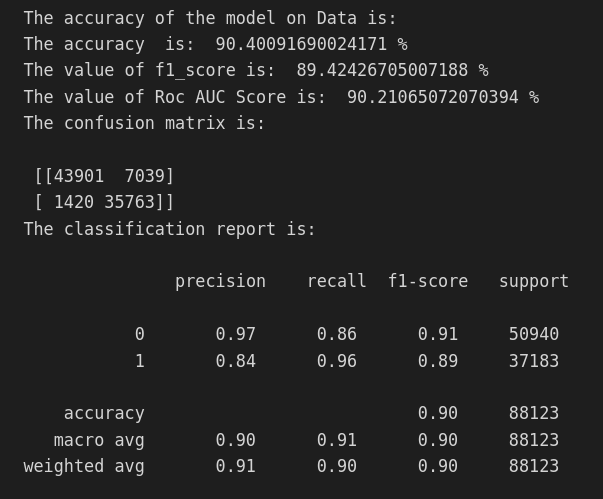 The accuracy of the model on Data is:
The accuracy  is:  90.40091690024171 %
The value of f1_score is:  89.42426705007188 %
The value of Roc AUC Score is:  90.21065072070394 %
The confusion matrix is:
[[43901  7039]
[ 1420 35763]]
The classification report is:
precision    recall  f1-score   support
0       0.97      0.86      0.91     50940
1       0.84      0.96      0.89     37183
accuracy                           0.90     88123
macro avg       0.90      0.91      0.90     88123
weighted avg       0.91      0.90      0.90     88123